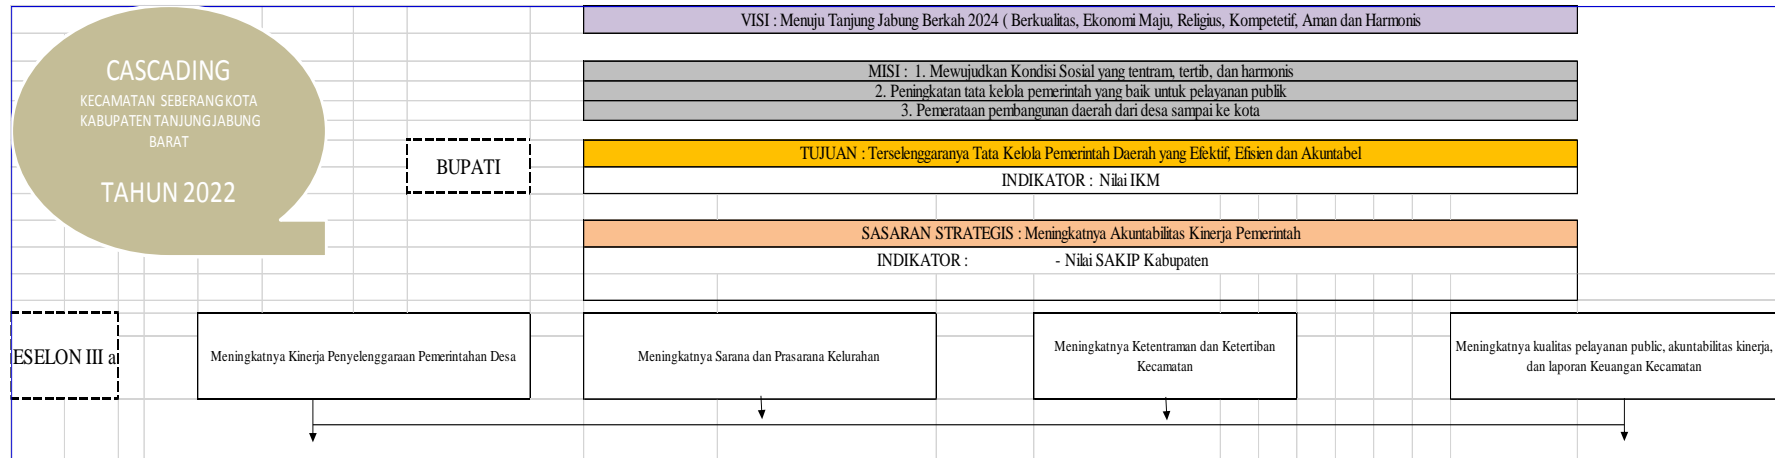 CASCADING
KECAMATAN SEBERANG KOTA
KABUPATEN TANJUNG JABUNG
BARAT
TAHUN 2022
VISI : Menuju Tanjung Jabung Berkah 2024 ( Berkualitas, Ekonomi Maju, Religius, Kompetetif, Aman dan Harmonis
MISI : 1. Mewujudkan Kondisi Sosial yang tentram, tertib, dan harmonis
2. Peningkatan tata kelola pemerintah yang baik untuk pelayanan publik
3. Pemerataan pembangunan daerah dari desa sampai ke kota
BUPATI
TUJUAN : Terselenggaranya Tata Kelola Pemerintah Daerah yang Efektif, Efisien dan Akuntabel
INDIKATOR : Nilai IKM
SASARAN STRATEGIS : Meningkatnya Akuntabilitas Kinerja Pemerintah
INDIKATOR : - Nilai SAKIP Kabupaten
ESELON III a
Meningkatnya Kinerja Penyelenggaraan Pemerintahan Desa
Meningkatnya Sarana dan Prasarana Kelurahan
Meningkatnya Ketentraman dan Ketertiban
Kecamatan
Meningkatnya kualitas pelayanan public, akuntabilitas kinerja,
dan laporan Keuangan Kecamatan